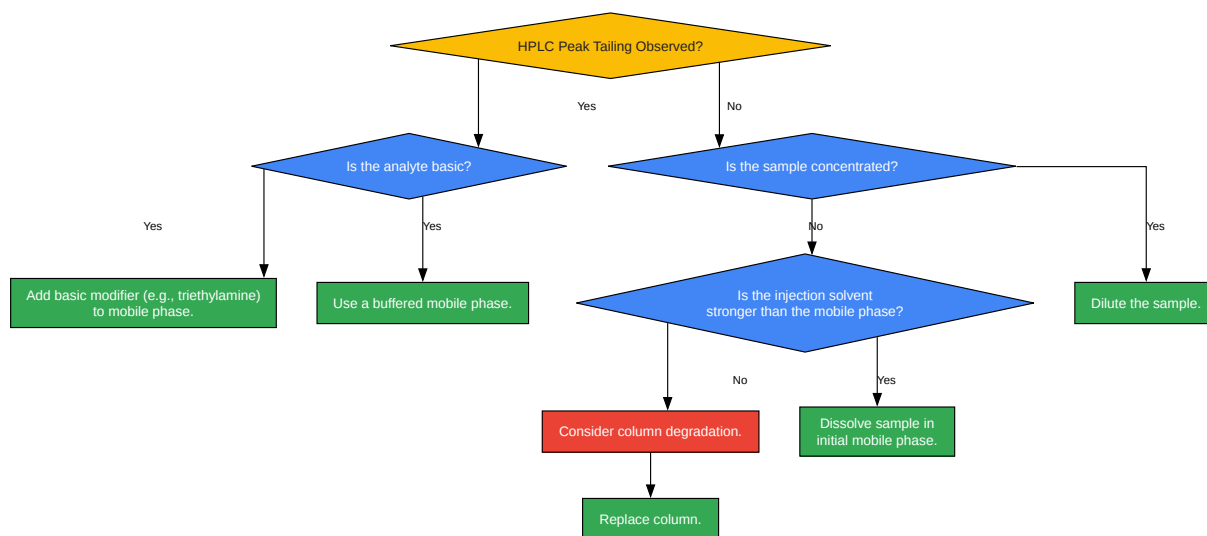 HPLC Peak Tailing Observed?
Yes
No
Is the analyte basic?
Is the sample concentrated?
Yes
Yes
No
Yes
Add basic modifier (e.g., triethylamine)
to mobile phase.
Use a buffered mobile phase.
Is the injection solvent
stronger than the mobile phase?
Dilute the sample.
No
Yes
Consider column degradation.
Dissolve sample in
initial mobile phase.
Replace column.